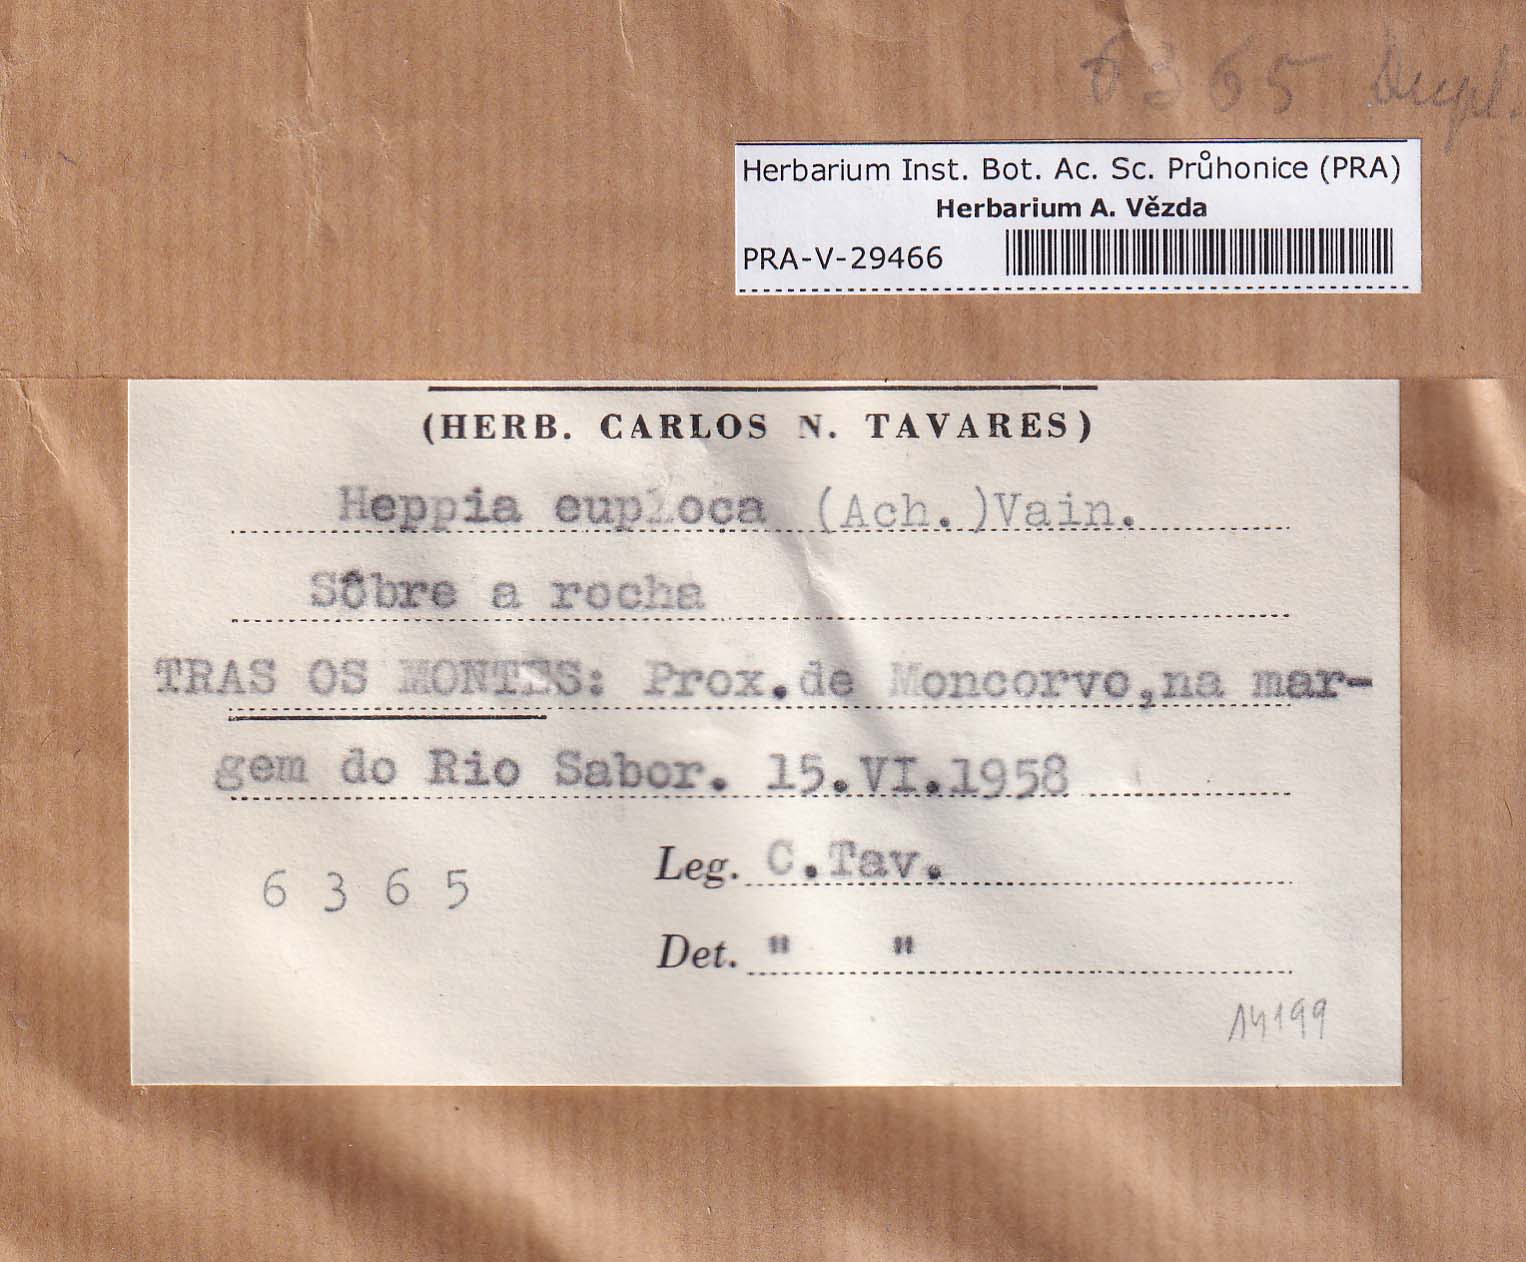 6365 Dupl.
Herbarium Inst. Bot. Ac. Sc. Průhonice (PRA)
Herbarium A. Vězda
PRA-V-29466
(HERB. CARLOS N. TAVARES)
Heppia euploca (Ach.)Vain.
Sôbre a rocha
TRAS OS MONTES: Prox.de Moncorvo,na mar-
gem do Rio Sabor. 15.VI.1958
Leg. C.Tav.
6365
Det. " "
14199